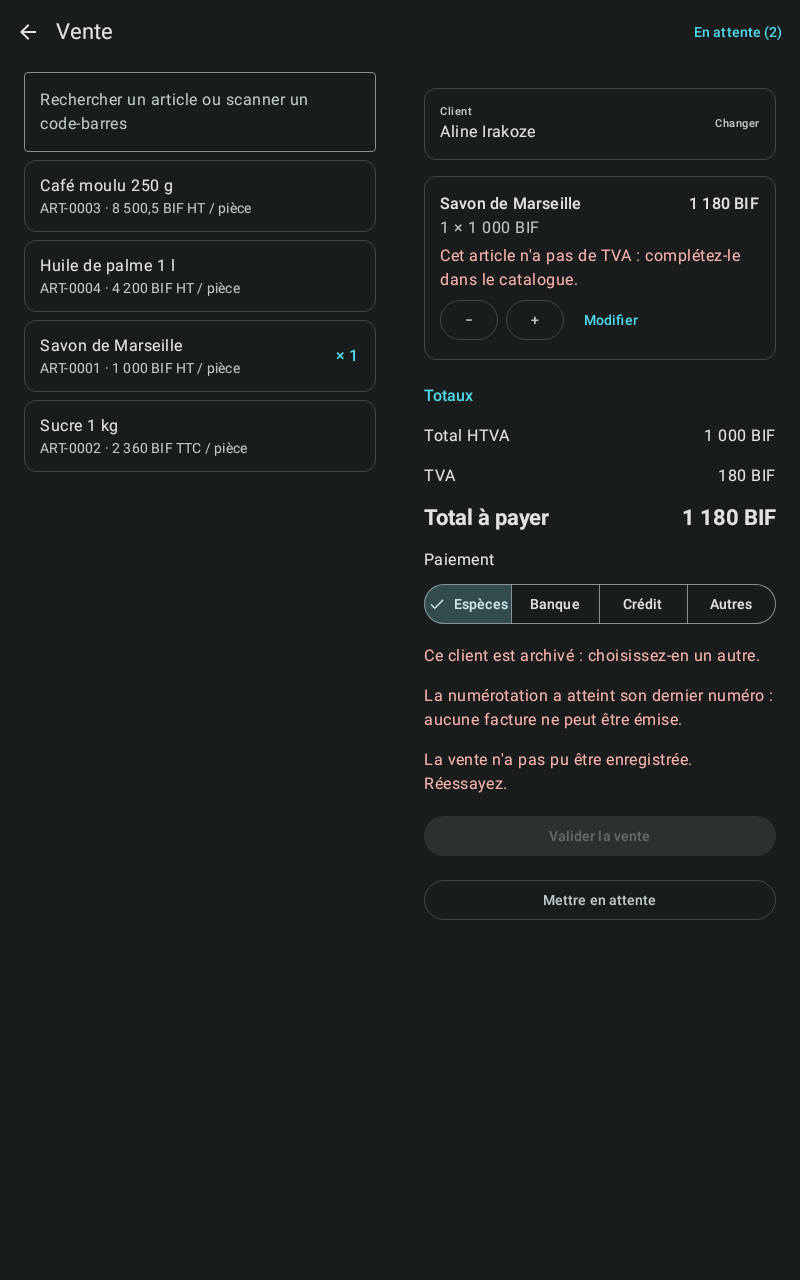 Vente
En attente (2)
Rechercher un article ou scanner un
code-barres
Café moulu 250 g
ART-0003 · 8 500,5 BIF HT / pièce
Huile de palme 1 l
ART-0004 · 4 200 BIF HT / pièce
Savon de Marseille
ART-0001 · 1 000 BIF HT / pièce
× 1
Sucre 1 kg
ART-0002 · 2 360 BIF TTC / pièce
Client
Aline Irakoze
Changer
Savon de Marseille 1 180 BIF
1 × 1 000 BIF
Cet article n'a pas de TVA : complétez-le
dans le catalogue.
− + Modifier
Totaux
Total HTVA 1 000 BIF
TVA 180 BIF
Total à payer 1 180 BIF
Paiement
Espèces Banque Crédit Autres
Ce client est archivé : choisissez-en un autre.
La numérotation a atteint son dernier numéro :
aucune facture ne peut être émise.
La vente n'a pas pu être enregistrée.
Réessayez.
Valider la vente
Mettre en attente